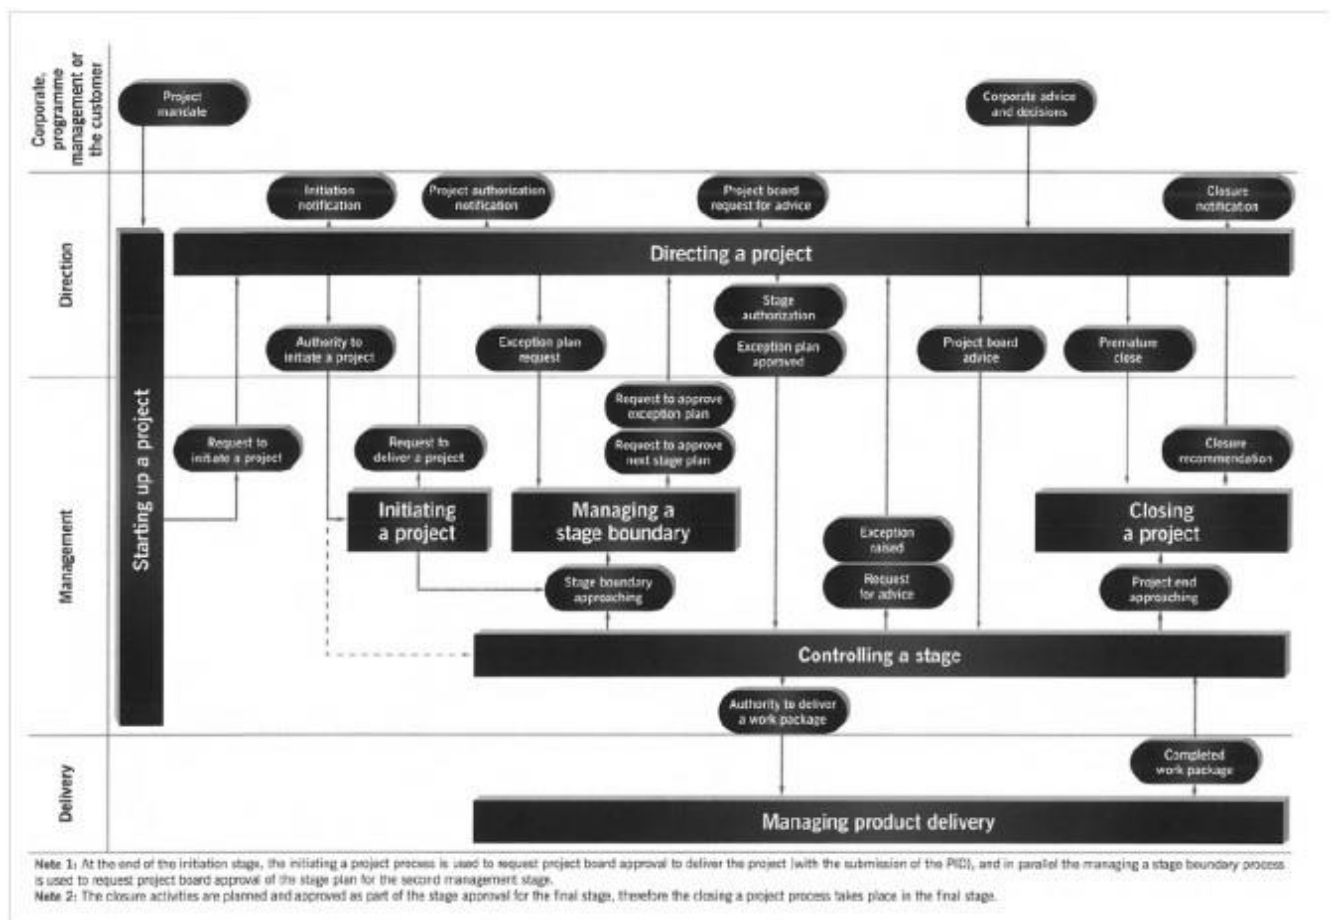 Corporate,
programme
management or
the customer
Project
mandate
Corporate advice
and decisions
Direction
Initiation
notification
Project authorization
notification
Project board
request for advice
Closure
notification
Directing a project
Stage
authorization
Authority to
initiate a project
Exception plan
request
Exception plan
approved
Project board
advice
Premature
close
Management
Starting up a project
Request to
initiate a project
Request to
deliver a project
Request to approve
exception plan
Request to approve
next stage plan
Closure
recommendation
Initiating
a project
Managing a
stage boundary
Exception
raised
Closing
a project
Stage boundary
approaching
Request
for advice
Project end
approaching
Controlling a stage
Authority to deliver
a work package
Delivery
Completed
work package
Managing product delivery
Note 1: At the end of the initiation stage, the initiating a project process is used to request project board approval to deliver the project (with the submission of the PID), and in parallel the managing a stage boundary process
is used to request project board approval of the stage plan for the second management stage.
Note 2: The closure activities are planned and approved as part of the stage approval for the final stage, therefore the closing a project process takes place in the final stage.